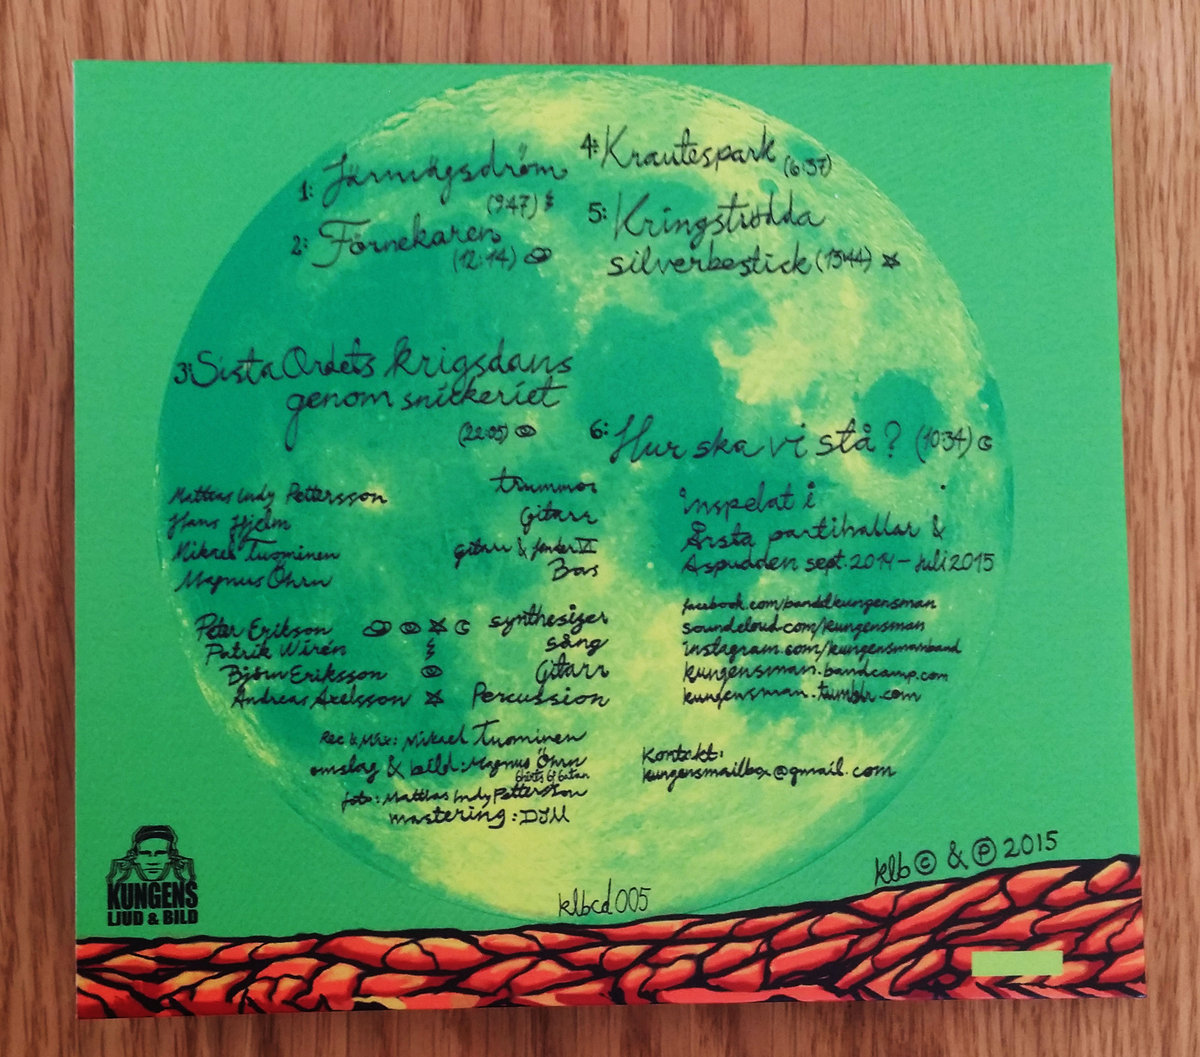 1: Järnvägsdröm
(9:47)
2: Förnekaren
(12:14)
3: Sista Ordets krigsdans
genom snickeriet
(22:05)
4: Krautespark
(6:37)
5: Kringströdda
silverbestick (13:44)
6: Hur ska vi stå? (10:34)
Mattias Indy Pettersson trummor
Hans Hjelm Gitarr
Mikael Tuominen gitarr & fender VI
Magnus Öhrn Bas
Peter Erikson synthesizer
Patrik Wirén sång
Björn Eriksson Gitarr
Andreas Axelsson Percussion
Rec & Mix: Mikael Tuominen
omslag & bild: Magnus Öhrn
foto: Mattias Indy Pettersson
mastering: DJM
inspelat i
Årsta partihallar &
Aspudden sept. 2014 – Juli 2015
facebook.com/bandetkungensman
soundcloud.com/kungensman
instagram.com/kungensmanband
kungensman.bandcamp.com
kungensman.tumblr.com
Kontakt:
kungensmailbox@gmail.com
KUNGENS
LJUD & BILD
klbcd005
klb © & ℗ 2015